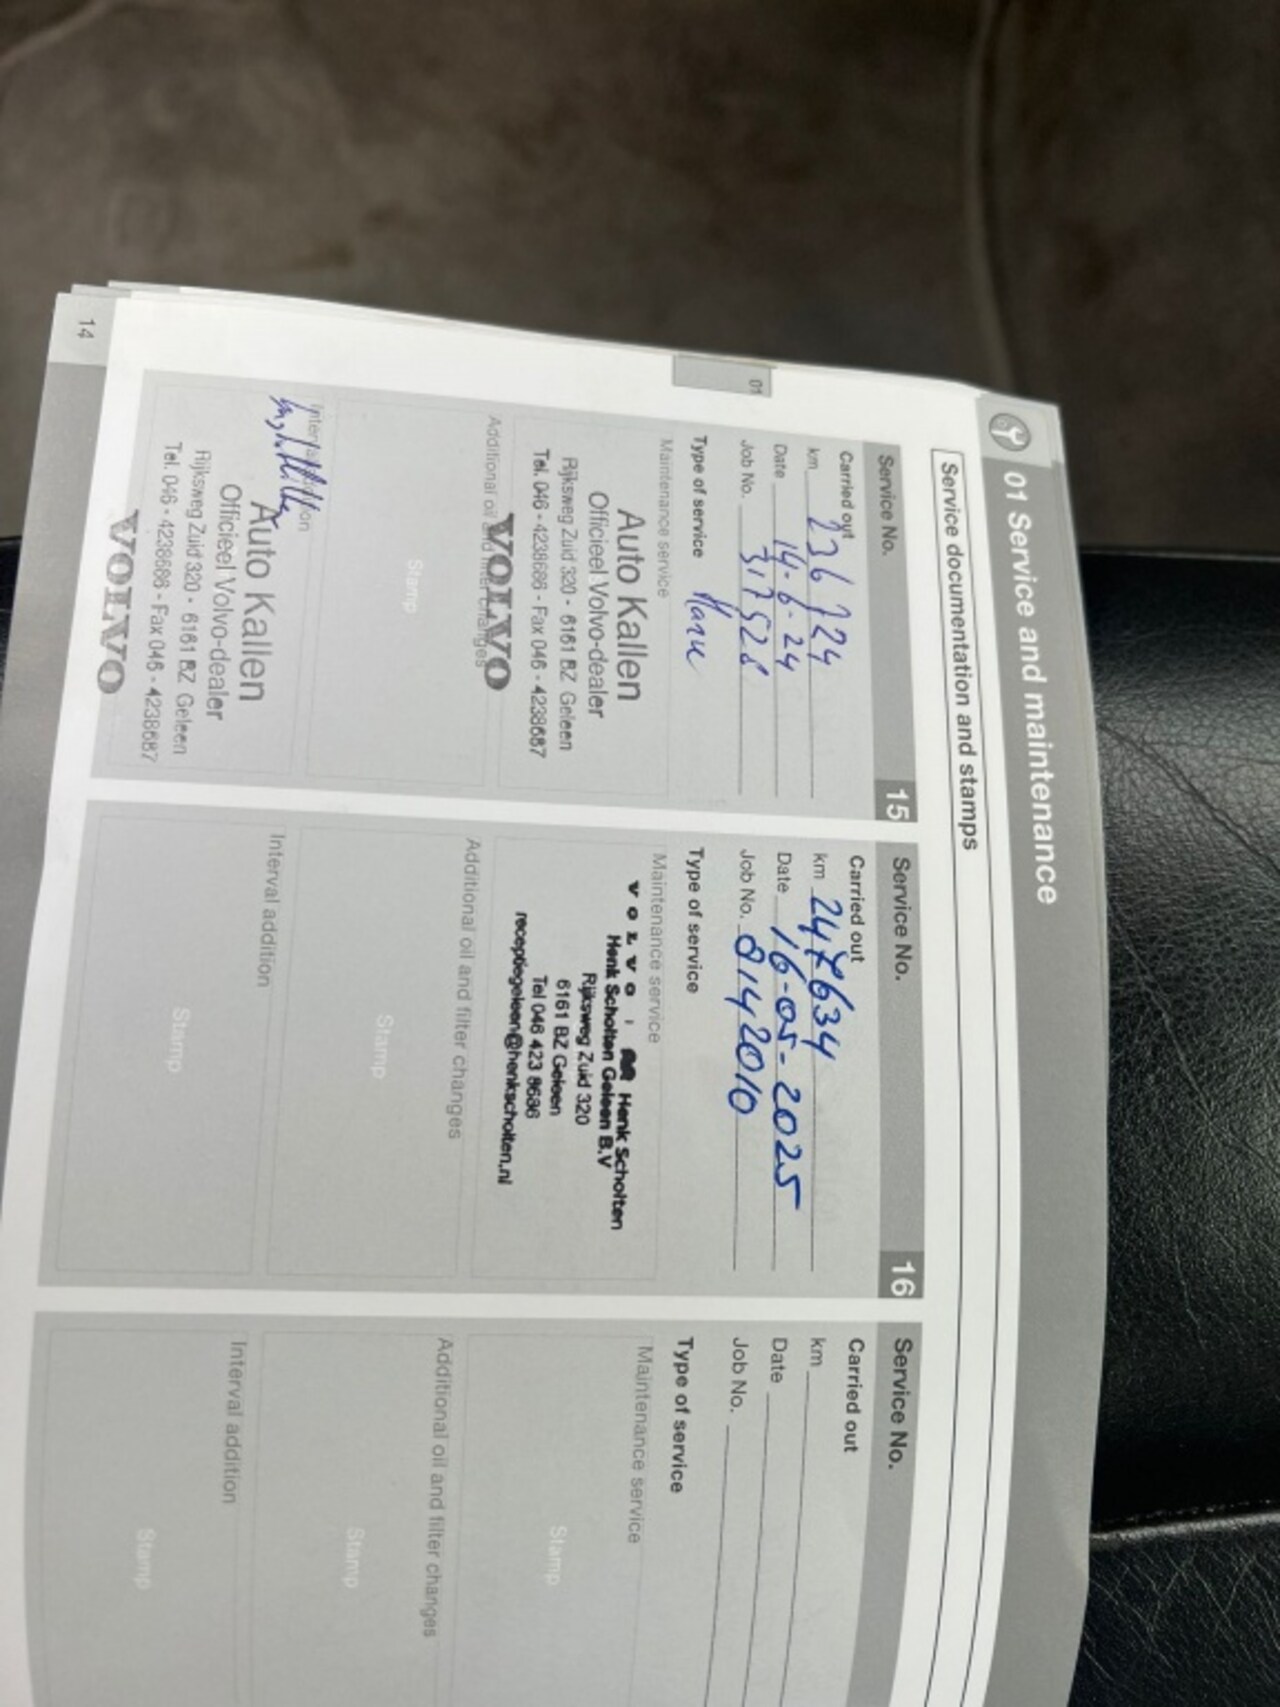 01 Service and maintenance
Service documentation and stamps
01
Service No. 15
Carried out
km 236724
Date 14-6-24
Job No. 317528
Type of service
Maintenance service
Auto Kallen
Officieel Volvo-dealer
Rijksweg Zuid 320 - 6161 BZ Geleen
Tel. 046 - 4238686 - Fax 046 - 4238687
VOLVO
Additional oil and filter changes
Stamp
Auto Kallen
Officieel Volvo-dealer
Rijksweg Zuid 320 - 6161 BZ Geleen
Tel. 046 - 4238686 - Fax 046 - 4238687
VOLVO
Service No. 16
Carried out
km 247634
Date 16-05-2025
Job No. 8142010
Type of service
Maintenance service
VOLVO Henk Scholten
Henk Scholten Geleen B.V
Rijksweg Zuid 320
6161 BZ Geleen
Tel 046 423 8686
receptiegeleen@henkscholten.nl
Additional oil and filter changes
Stamp
Interval addition
Stamp
Service No.
Carried out
km
Date
Job No.
Type of service
Maintenance service
Stamp
Additional oil and filter changes
Stamp
Interval addition
Stamp
14